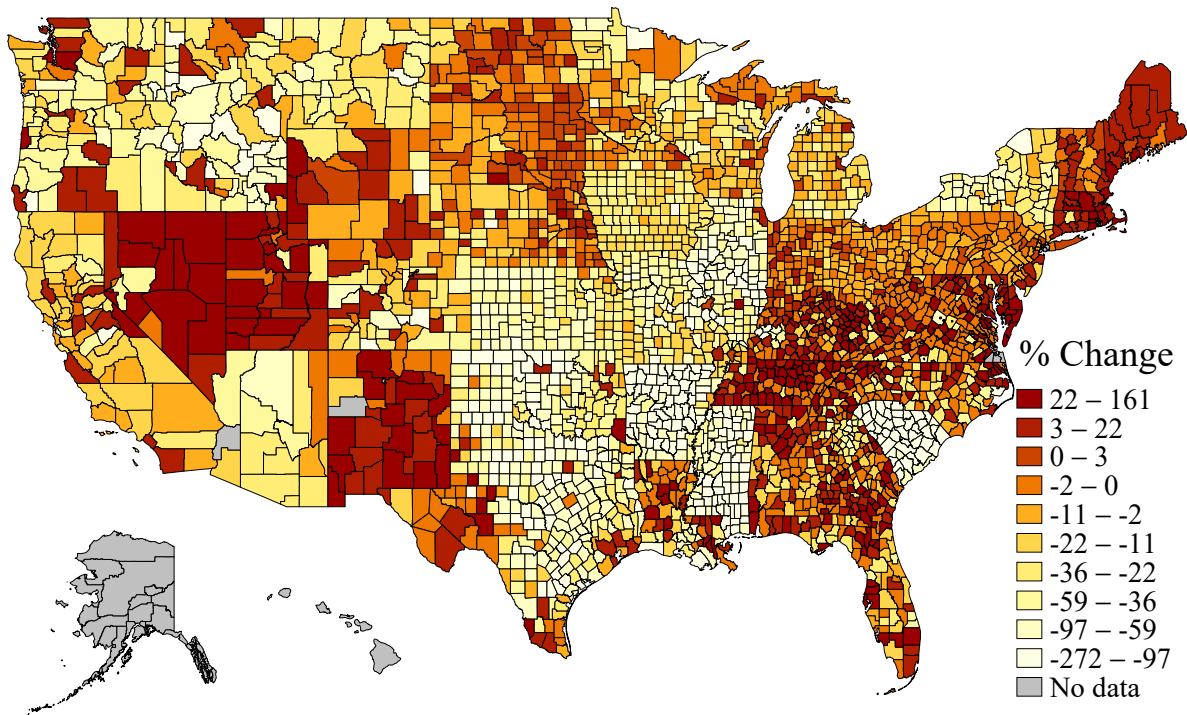 % Change
22 – 161
3 – 22
0 – 3
-2 – 0
-11 – -2
-22 – -11
-36 – -22
-59 – -36
-97 – -59
-272 – -97
No data